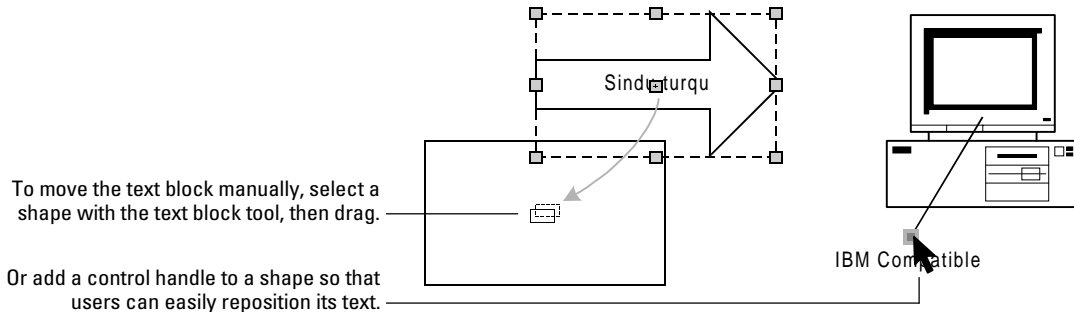 Sindu turqu
To move the text block manually, select a
shape with the text block tool, then drag.
IBM Compatible
Or add a control handle to a shape so that
users can easily reposition its text.